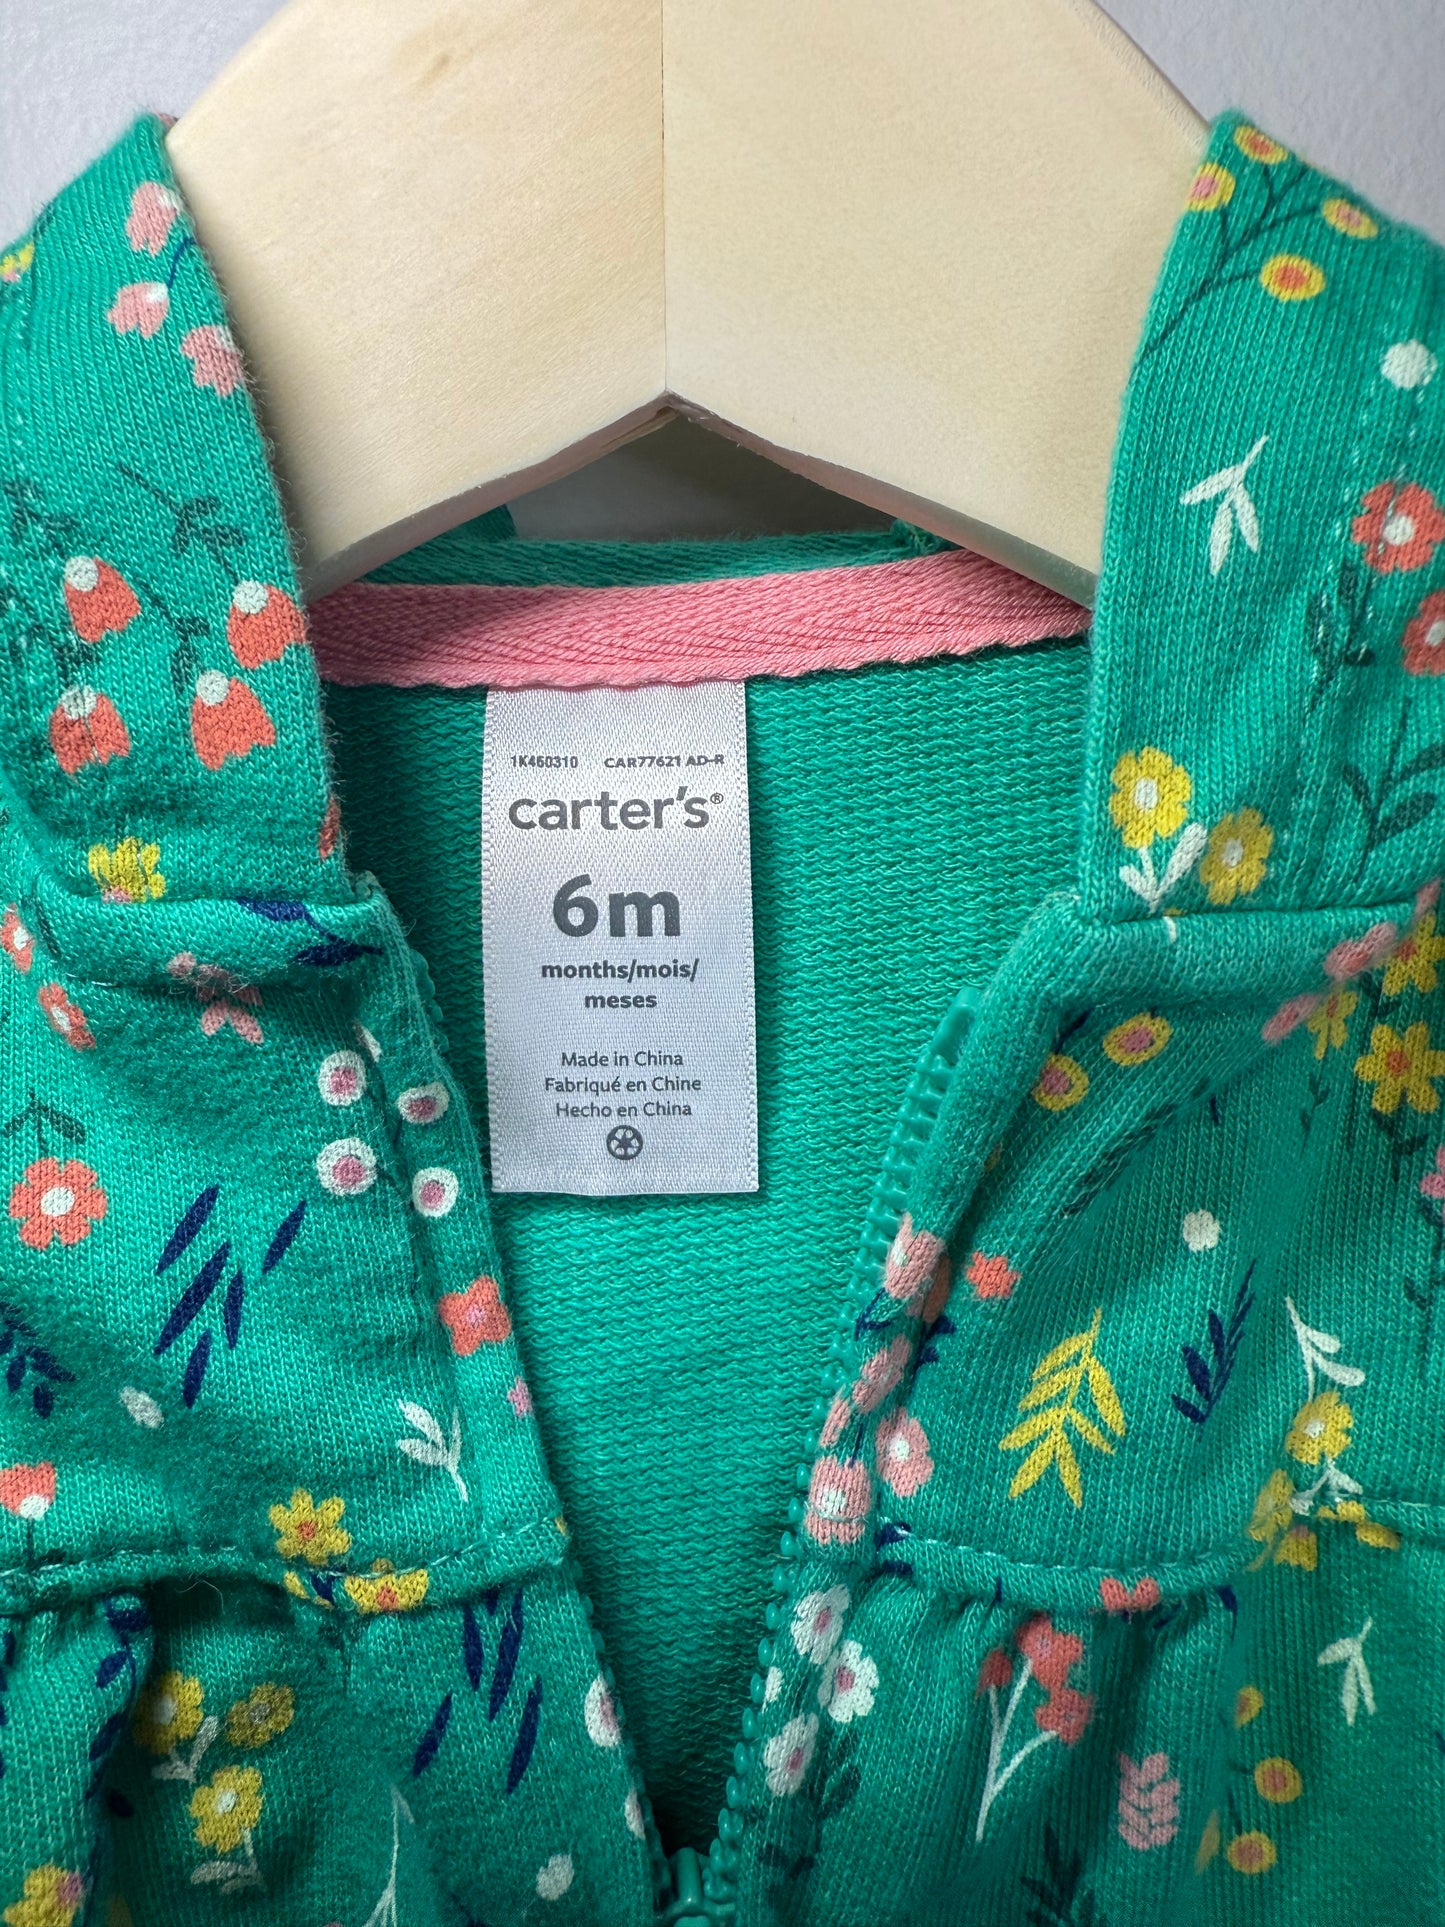 1K460310 CAR77621 AD-R
carter's®
6m
months/mois/
meses
Made in China
Fabriqué en Chine
Hecho en China